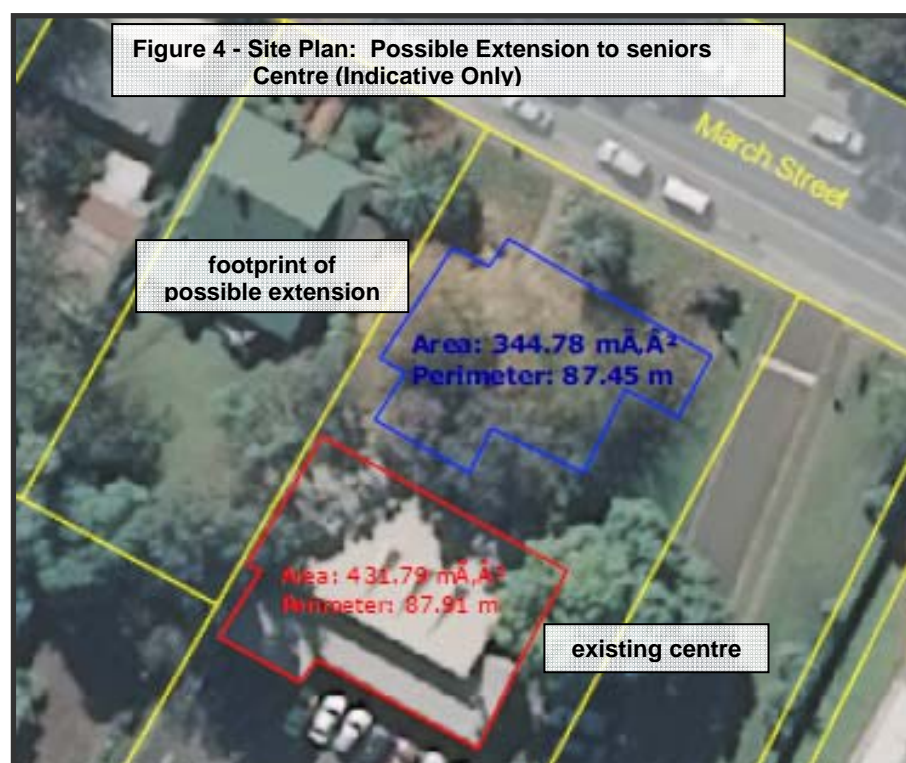 Figure 4 - Site Plan: Possible Extension to seniors
Centre (Indicative Only)
March Street
footprint of
possible extension
Area: 344.78 mÃ‚Â²
Perimeter: 87.45 m
Area: 431.79 mÃ‚Â²
Perimeter: 87.91 m
existing centre